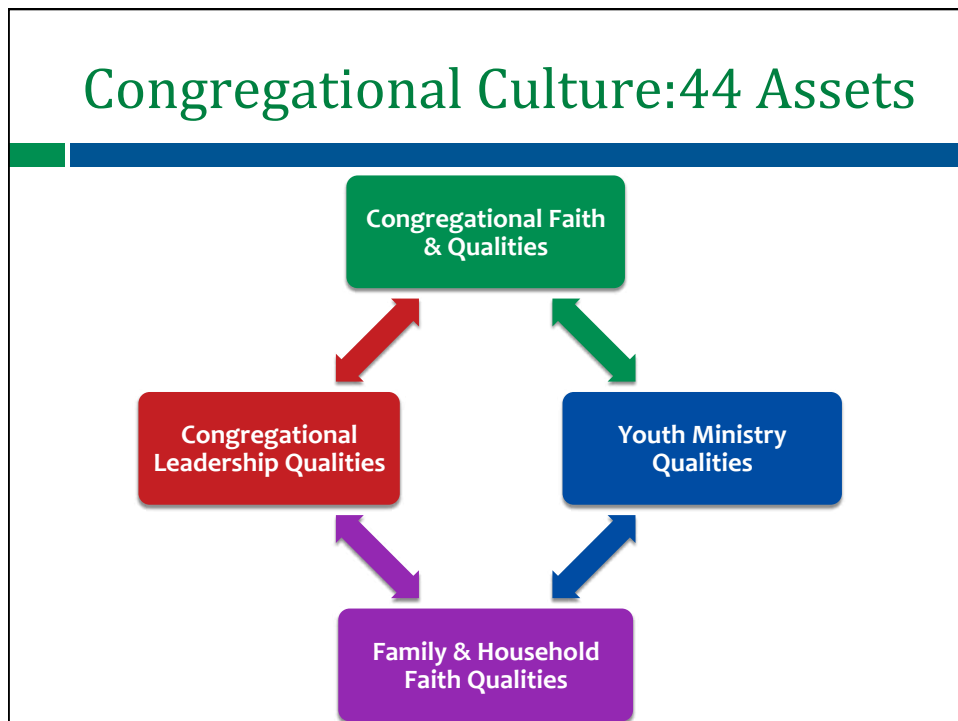 Congregational Culture:44 Assets
Congregational Faith
& Qualities
Congregational
Leadership Qualities
Youth Ministry
Qualities
Family & Household
Faith Qualities